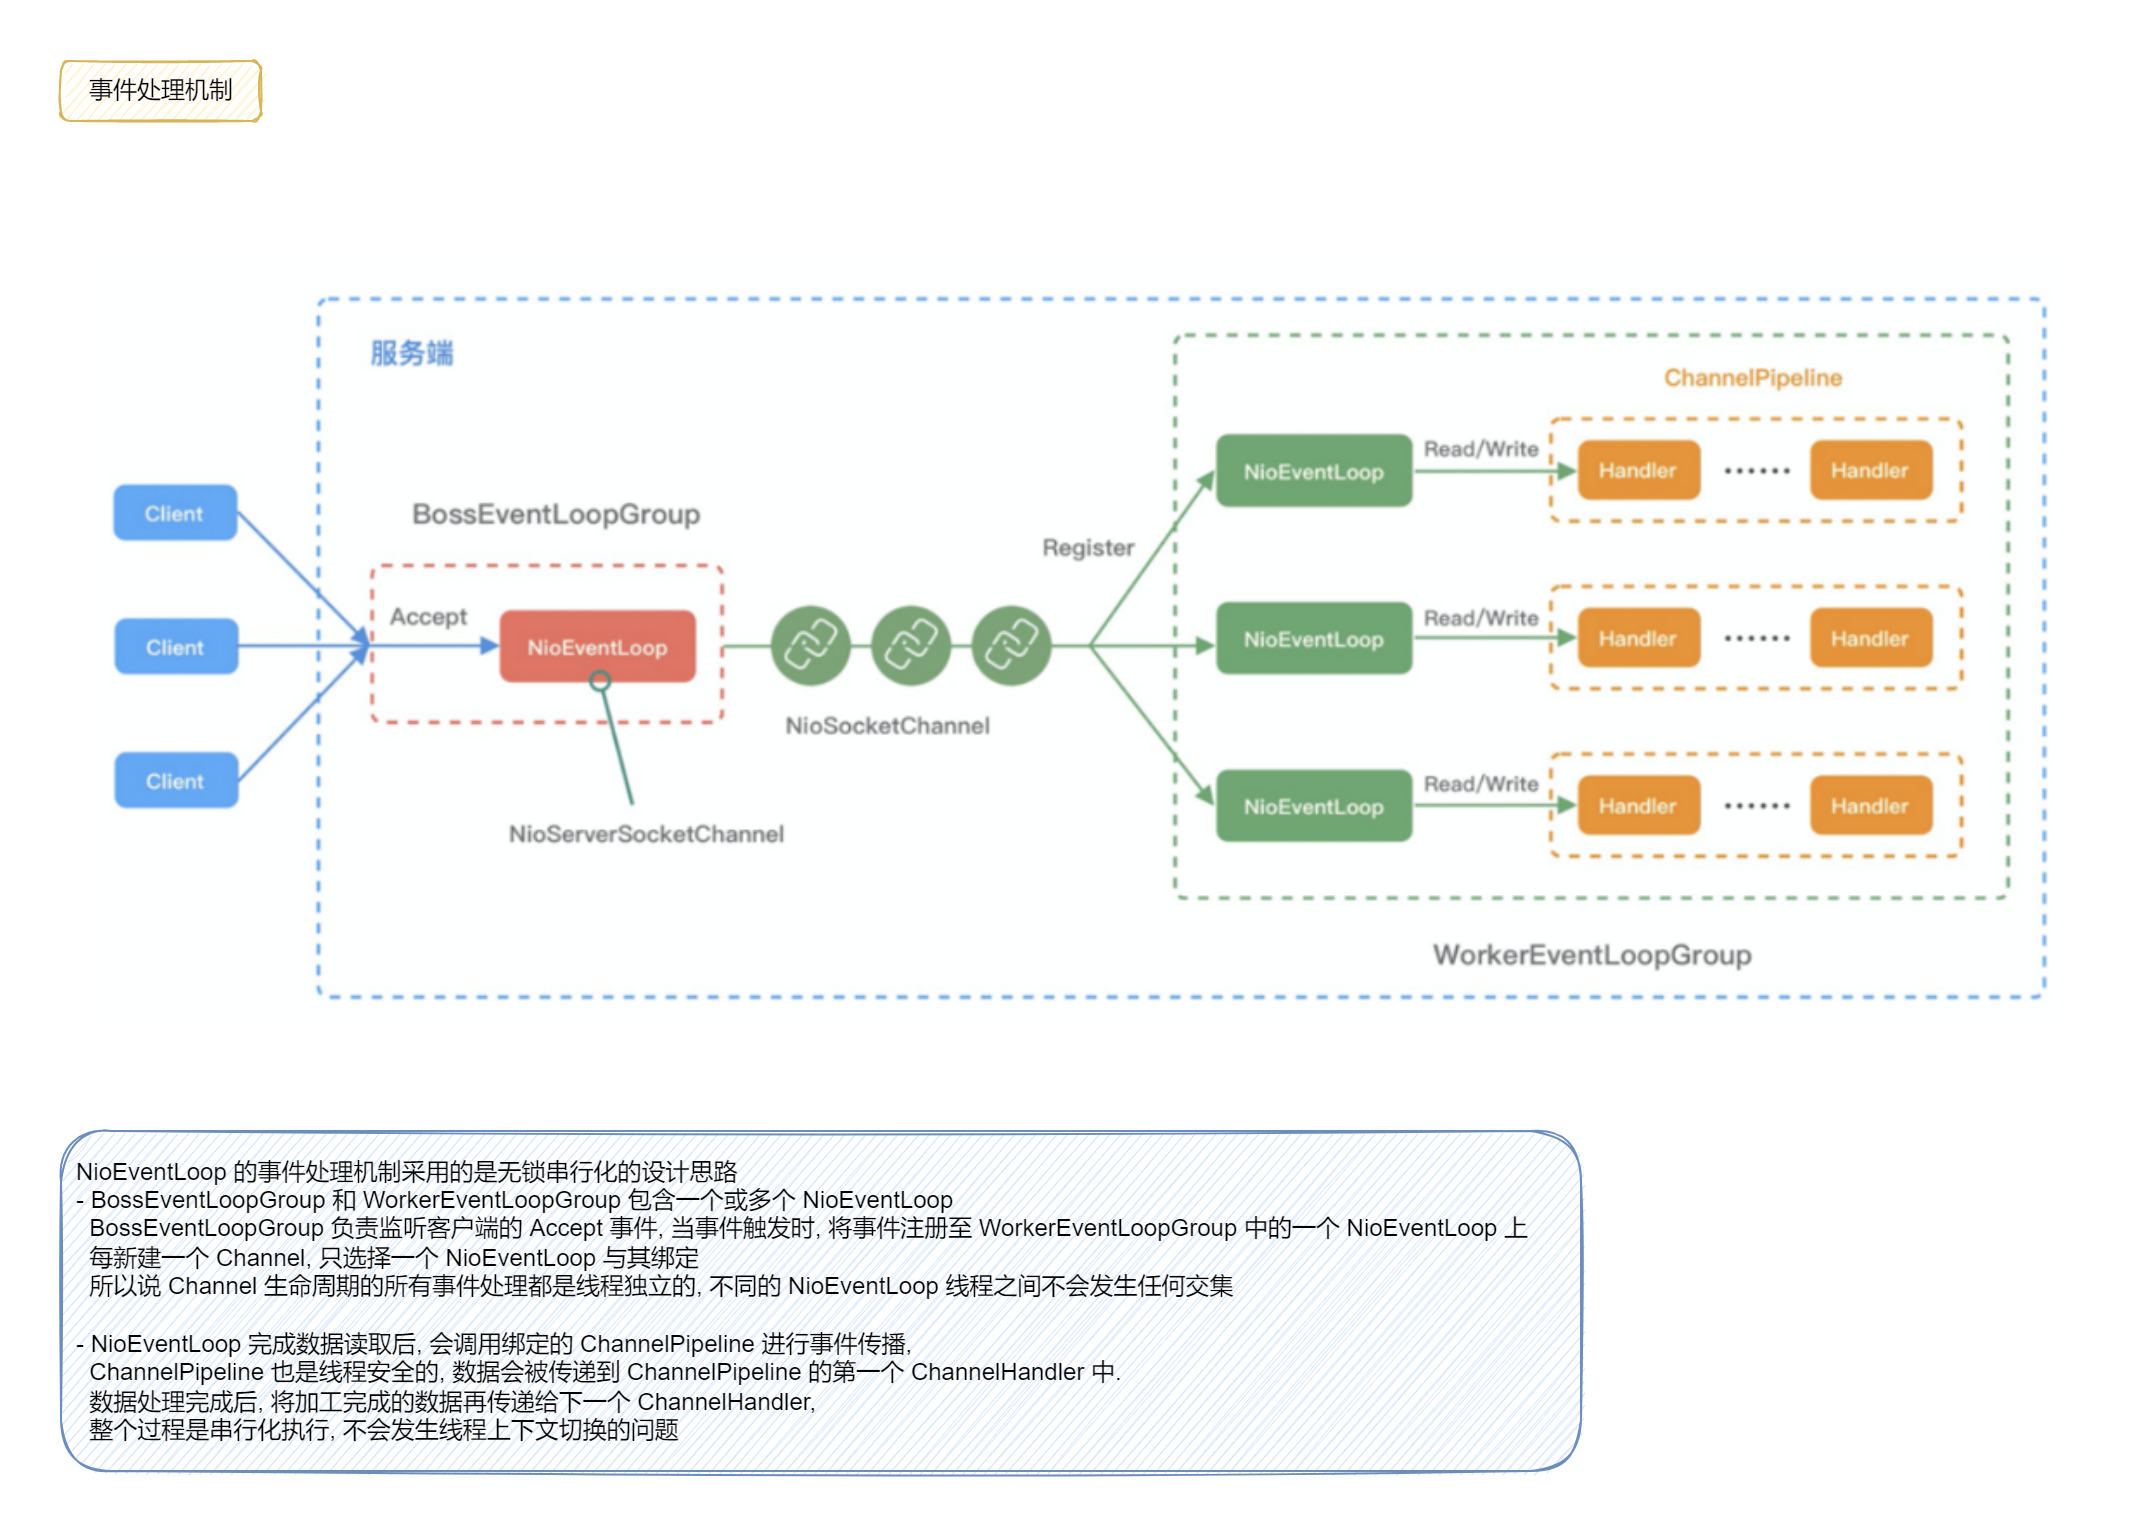 事件处理机制
服务端
ChannelPipeline
NioEventLoop
Read/Write
Handler
......
Handler
Client
BossEventLoopGroup
Register
Accept
NioEventLoop
Client
NioEventLoop
Read/Write
Handler
......
Handler
NioSocketChannel
Client
NioEventLoop
Read/Write
Handler
......
Handler
NioServerSocketChannel
WorkerEventLoopGroup
NioEventLoop 的事件处理机制采用的是无锁串行化的设计思路
- BossEventLoopGroup 和 WorkerEventLoopGroup 包含一个或多个 NioEventLoop
BossEventLoopGroup 负责监听客户端的 Accept 事件, 当事件触发时, 将事件注册至 WorkerEventLoopGroup 中的一个 NioEventLoop 上
每新建一个 Channel, 只选择一个 NioEventLoop 与其绑定
所以说 Channel 生命周期的所有事件处理都是线程独立的, 不同的 NioEventLoop 线程之间不会发生任何交集
- NioEventLoop 完成数据读取后, 会调用绑定的 ChannelPipeline 进行事件传播,
ChannelPipeline 也是线程安全的, 数据会被传递到 ChannelPipeline 的第一个 ChannelHandler 中.
数据处理完成后, 将加工完成的数据再传递给下一个 ChannelHandler,
整个过程是串行化执行, 不会发生线程上下文切换的问题